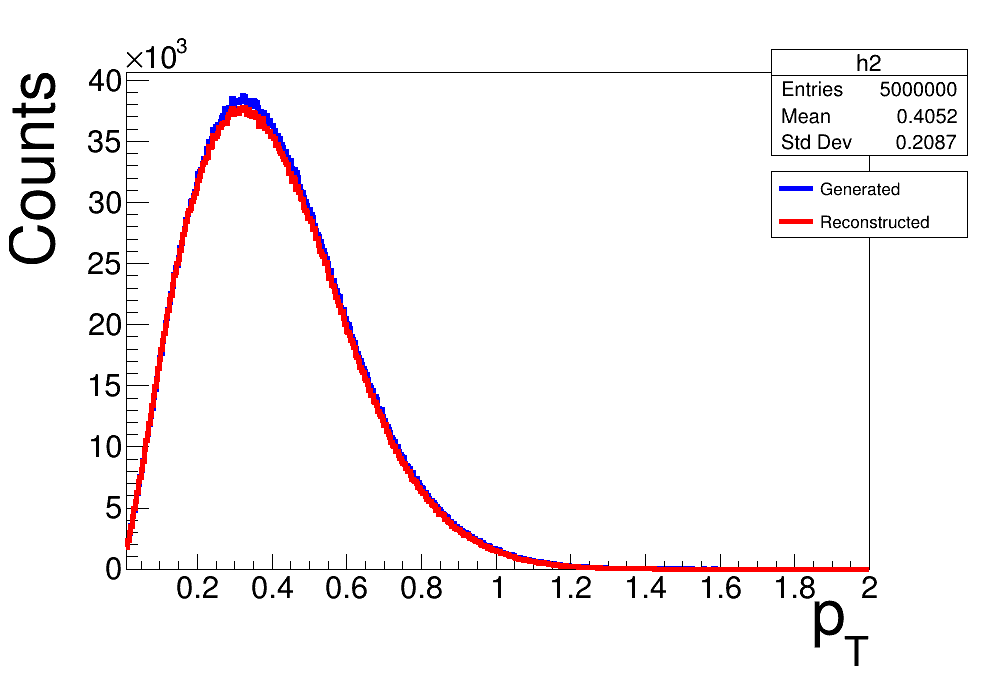 ×10³
h2
Entries 5000000
Mean 0.4052
Std Dev 0.2087
Generated
Reconstructed
Counts
40
35
30
25
20
15
10
5
0
0.2 0.4 0.6 0.8 1 1.2 1.4 1.6 1.8 2
p_T